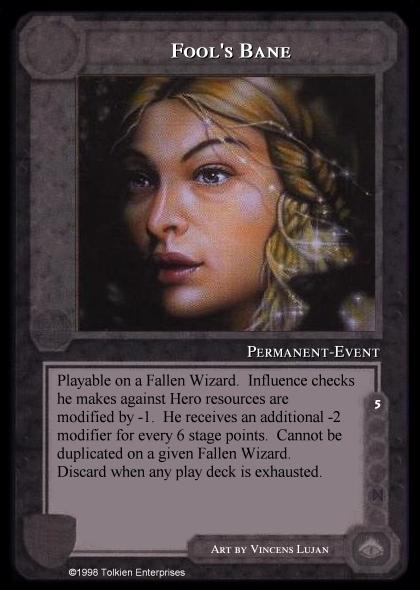 Fool's Bane
Permanent-Event
Playable on a Fallen Wizard. Influence checks
he makes against Hero resources are
modified by -1. He receives an additional -2
modifier for every 6 stage points. Cannot be
duplicated on a given Fallen Wizard.
Discard when any play deck is exhausted.
5
N
Art by Vincens Lujan
©1998 Tolkien Enterprises